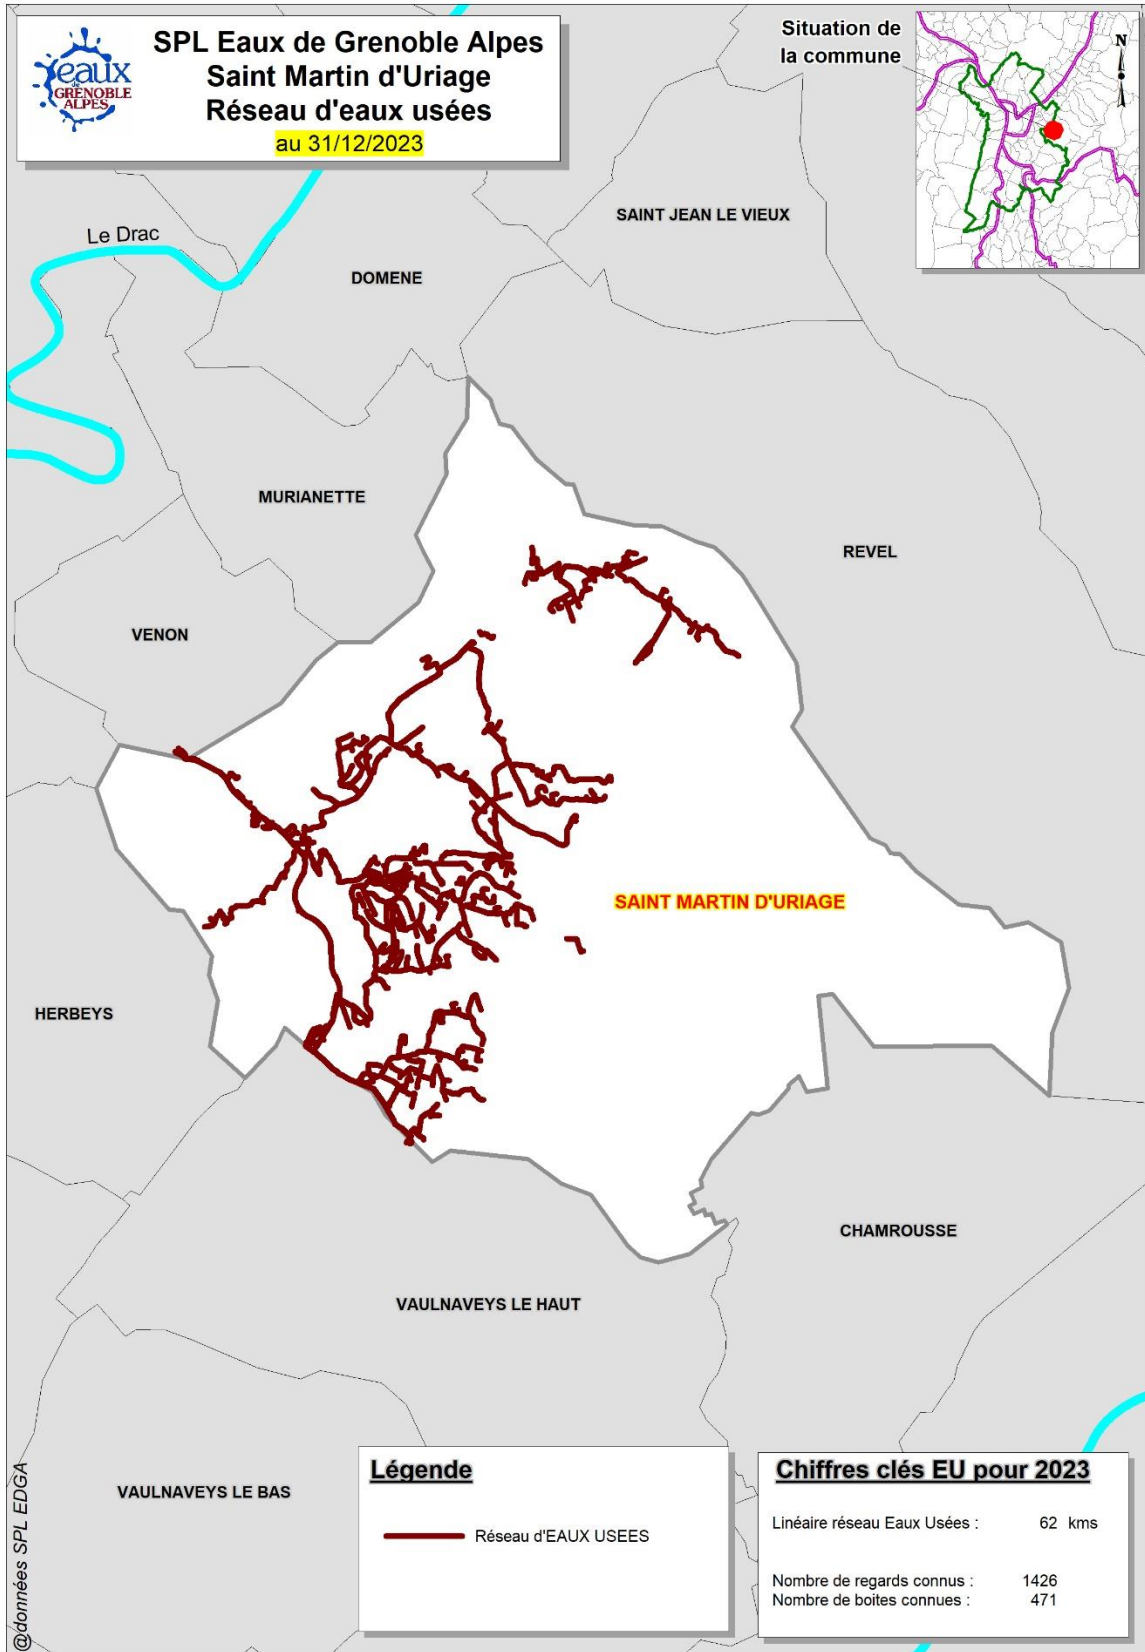 eaux
de
GRENOBLE
ALPES
SPL Eaux de Grenoble Alpes
Saint Martin d'Uriage
Réseau d'eaux usées
au 31/12/2023
Situation de
la commune
N
Le Drac
SAINT JEAN LE VIEUX
DOMENE
MURIANETTE
REVEL
VENON
SAINT MARTIN D'URIAGE
HERBEYS
CHAMROUSSE
VAULNAVEYS LE HAUT
VAULNAVEYS LE BAS
@données SPL EDGA
Légende
Réseau d'EAUX USEES
Chiffres clés EU pour 2023
Linéaire réseau Eaux Usées : 62 kms
Nombre de regards connus : 1426
Nombre de boites connues : 471